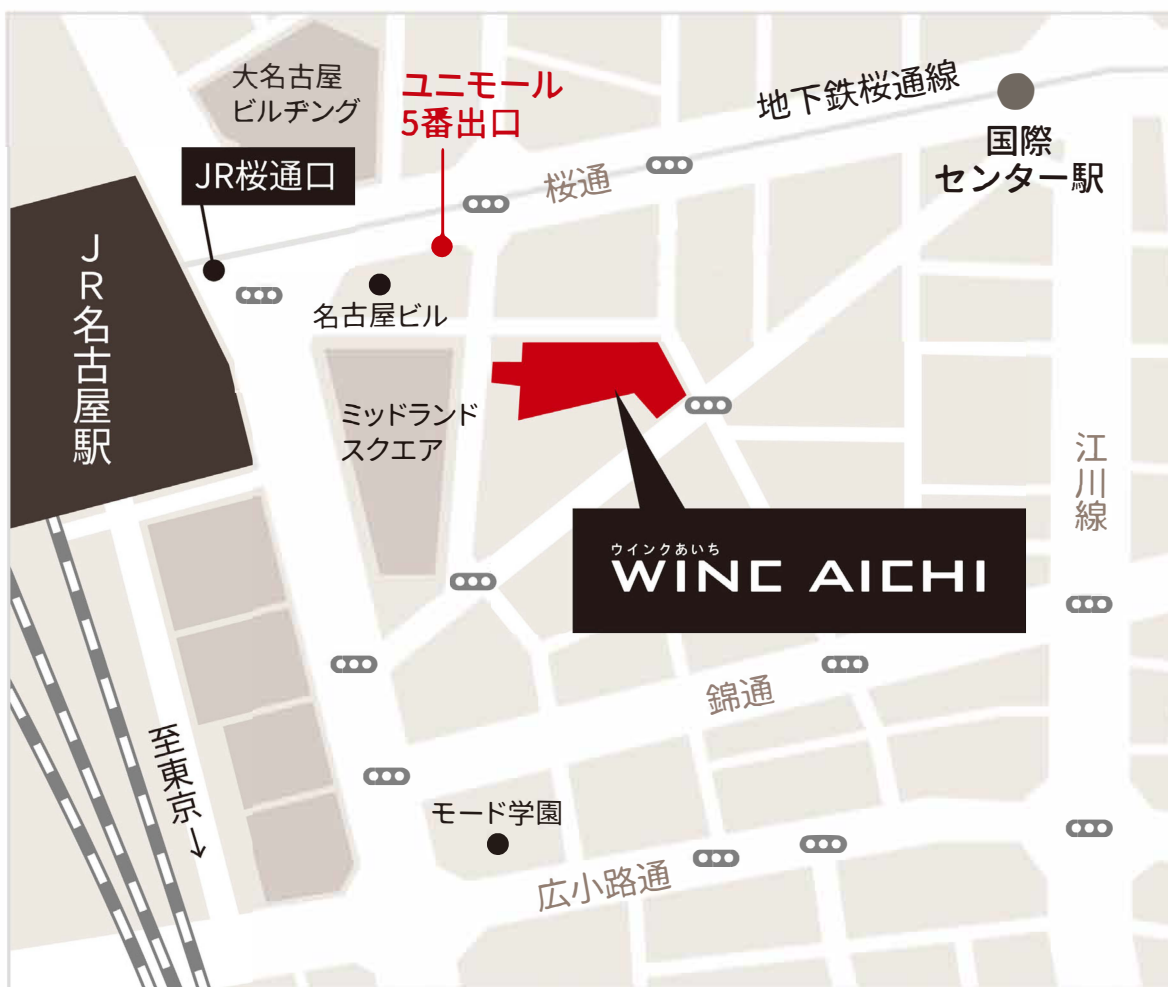 大名古屋
ビルヂング
ユニモール
5番出口
地下鉄桜通線
国際
センター駅
JR桜通口
桜通
JR名古屋駅
名古屋ビル
ミッドランド
スクエア
江川線
ウインクあいち
WINC AICHI
錦通
至東京→
モード学園
広小路通